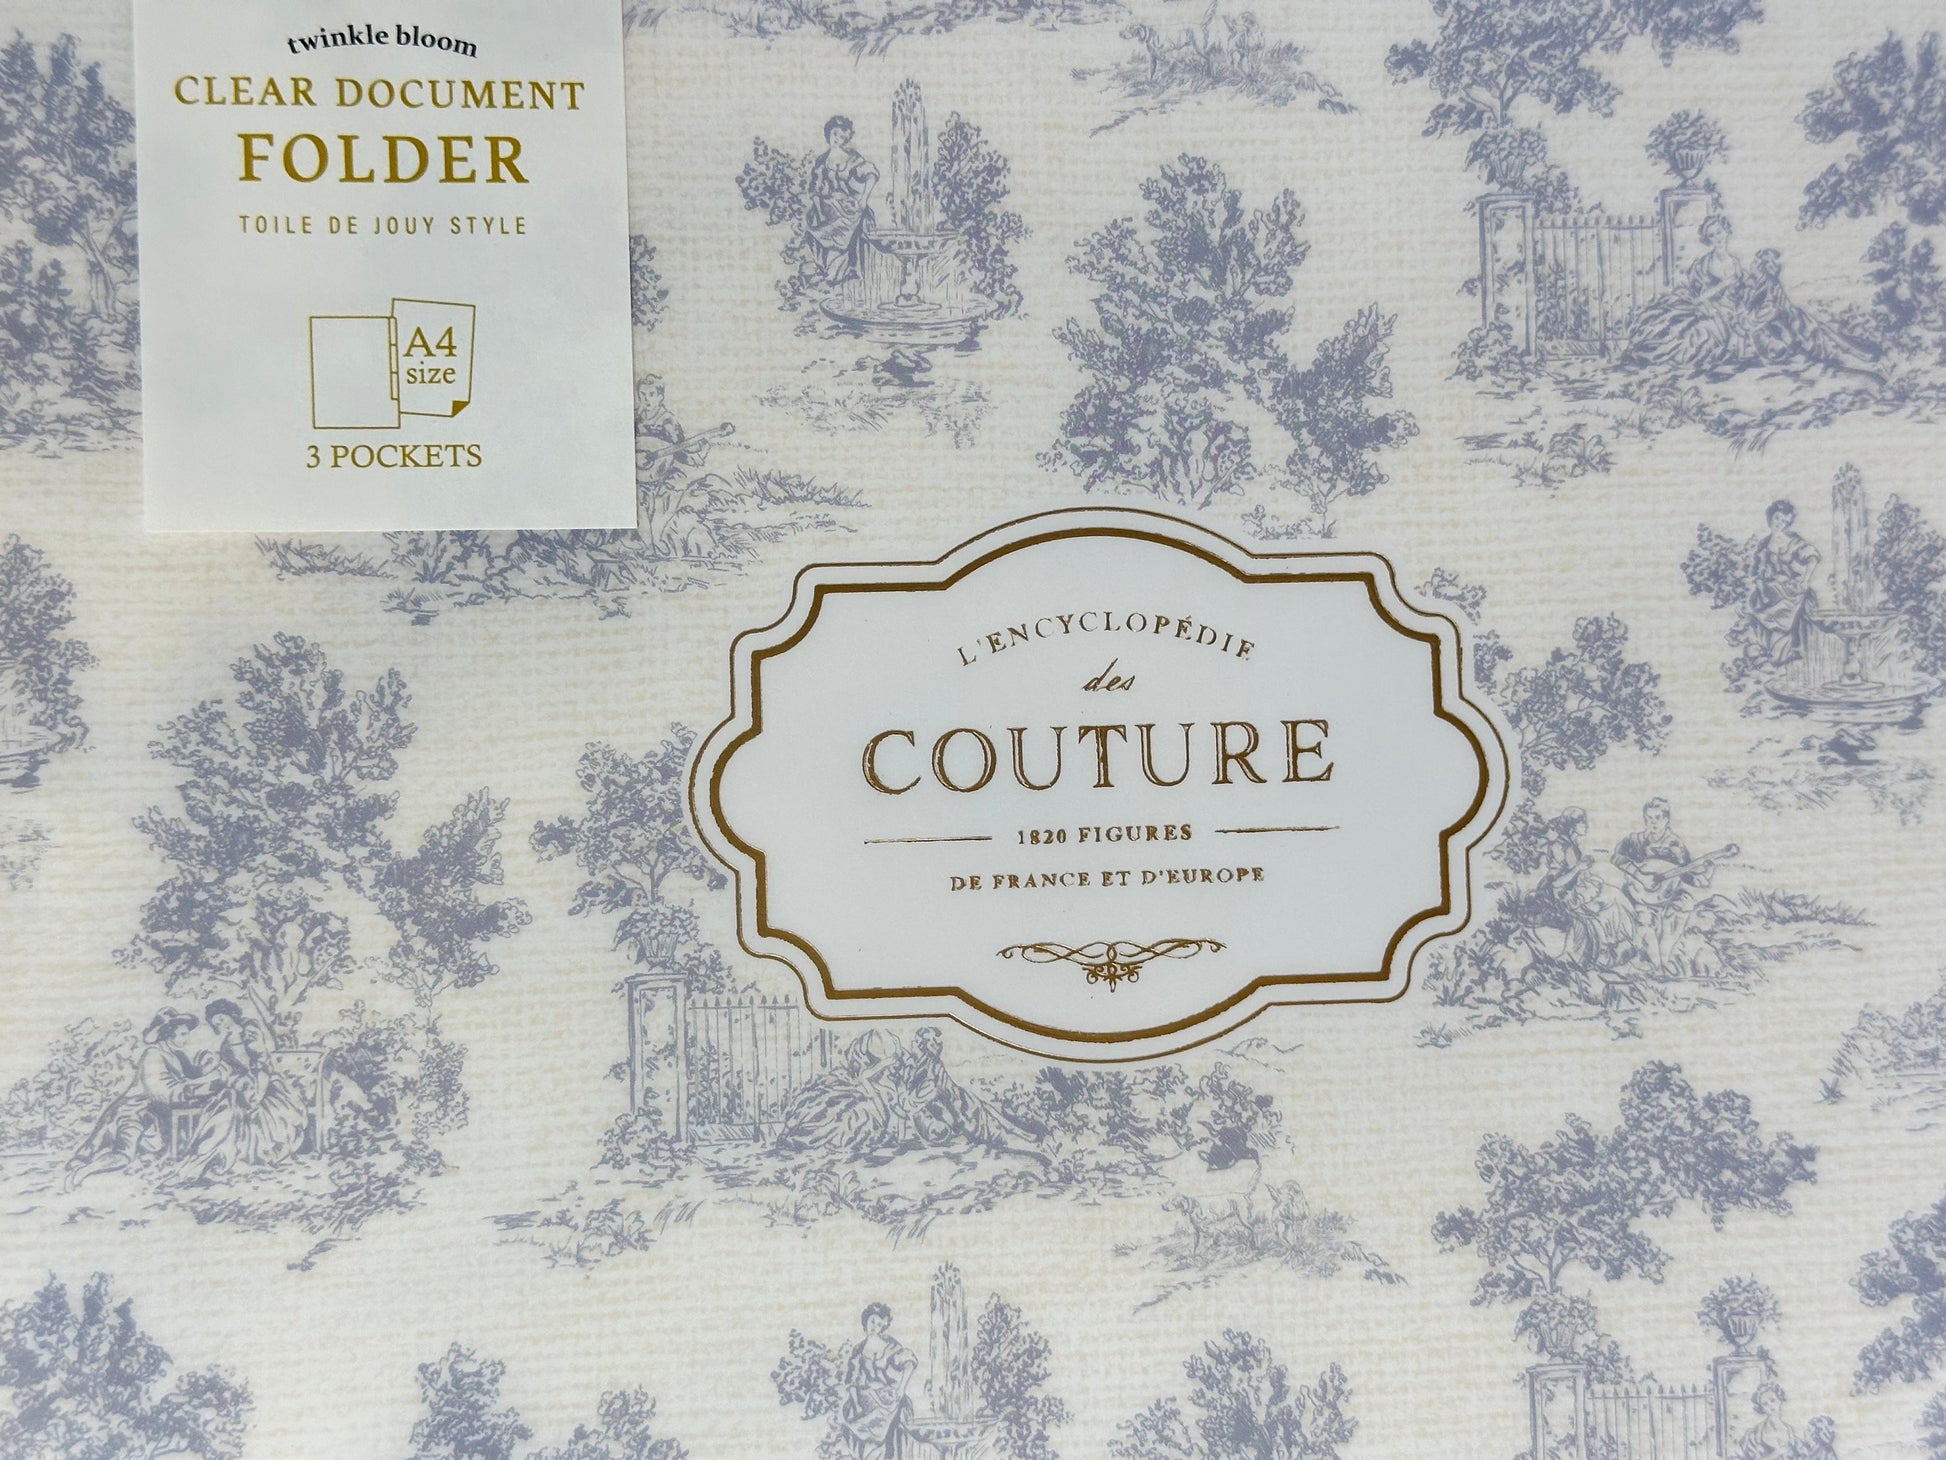 twinkle bloom
CLEAR DOCUMENT
FOLDER
TOILE DE JOUY STYLE
A4
size
3 POCKETS
L'ENCYCLOPÉDIE
des
COUTURE
1820 FIGURES
DE FRANCE ET D'EUROPE